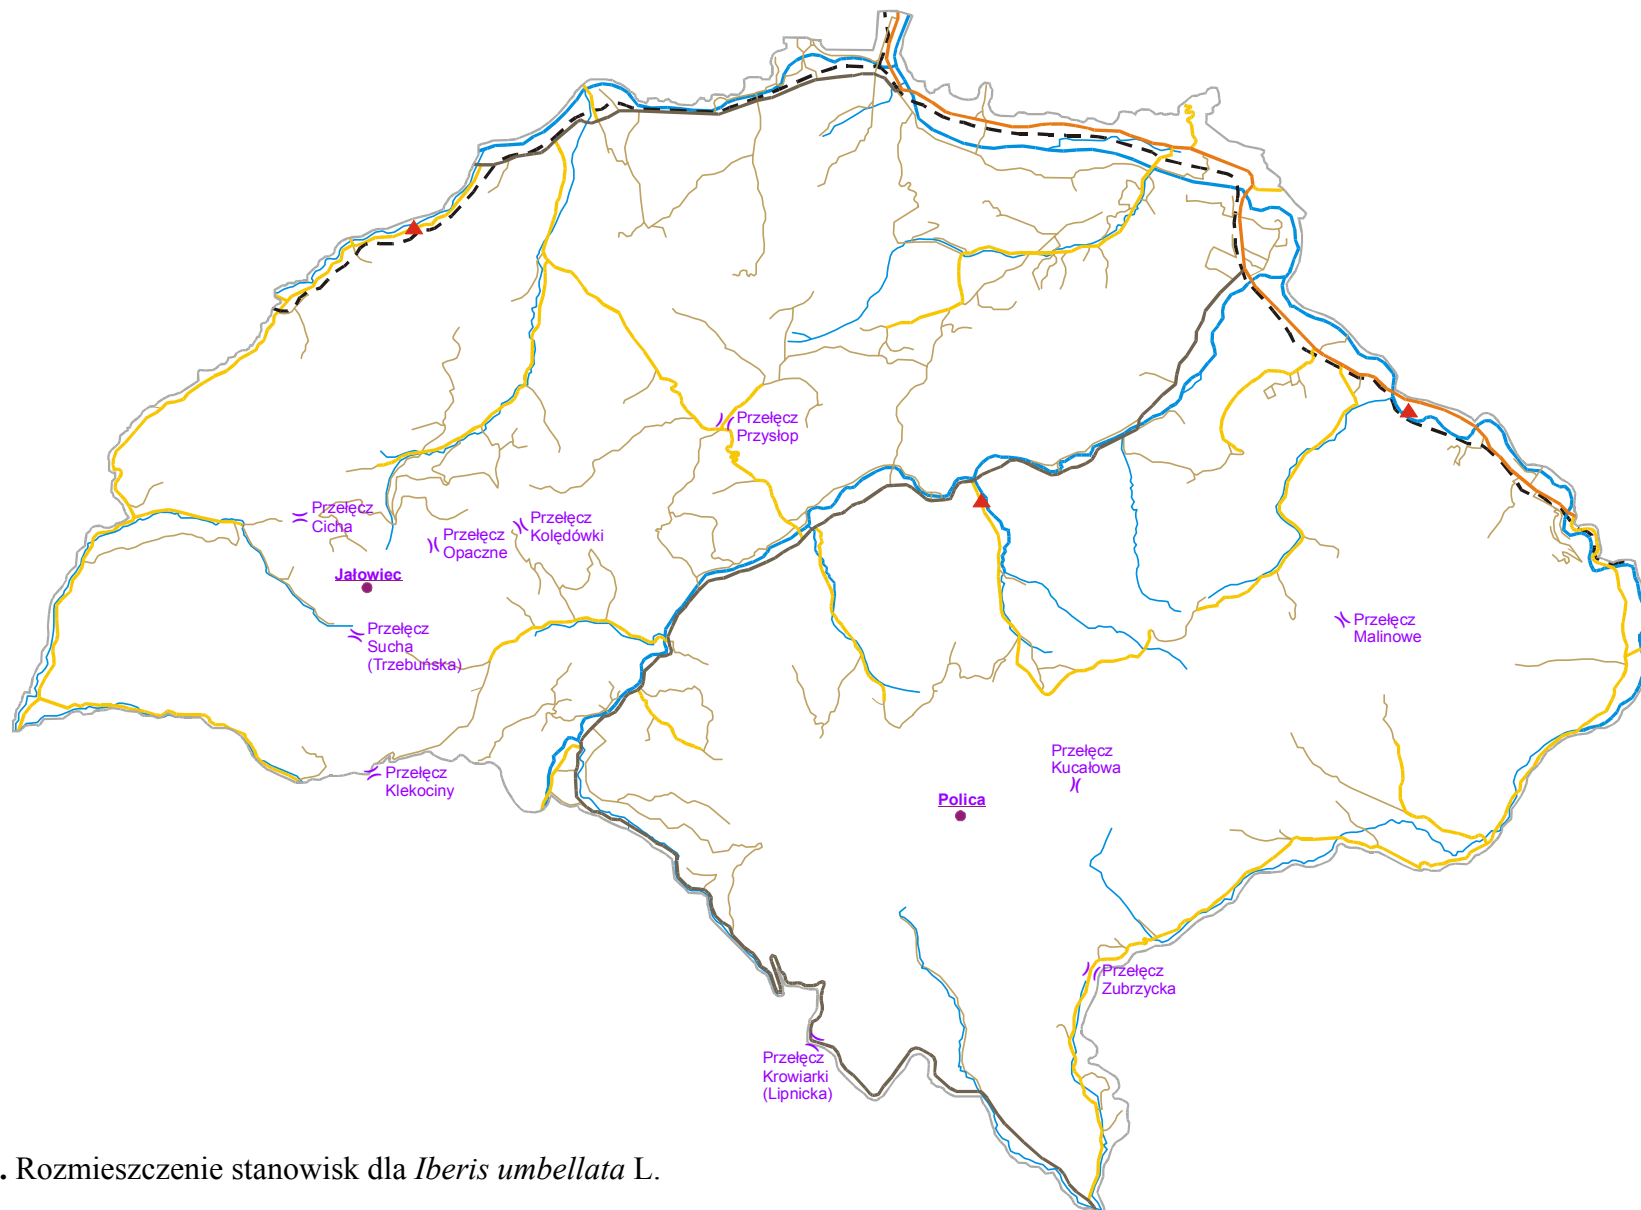 Przełęcz
Przysłop
Przełęcz
Cicha
Przełęcz
Kolędówki
Przełęcz
Opaczne
Jałowiec
Przełęcz
Sucha
(Trzebuńska)
Przełęcz
Malinowe
Przełęcz
Klekociny
Przełęcz
Kucałowa
Polica
Przełęcz
Zubrzycka
Przełęcz
Krowiarki
(Lipnicka)
. Rozmieszczenie stanowisk dla Iberis umbellata L.